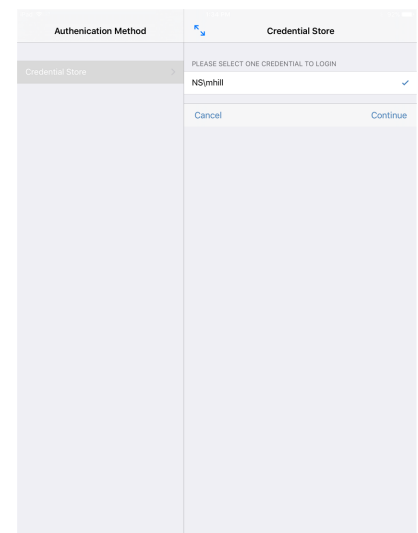 Authenication Method
Credential Store
Credential Store
PLEASE SELECT ONE CREDENTIAL TO LOGIN
NS\mhill
Cancel
Continue